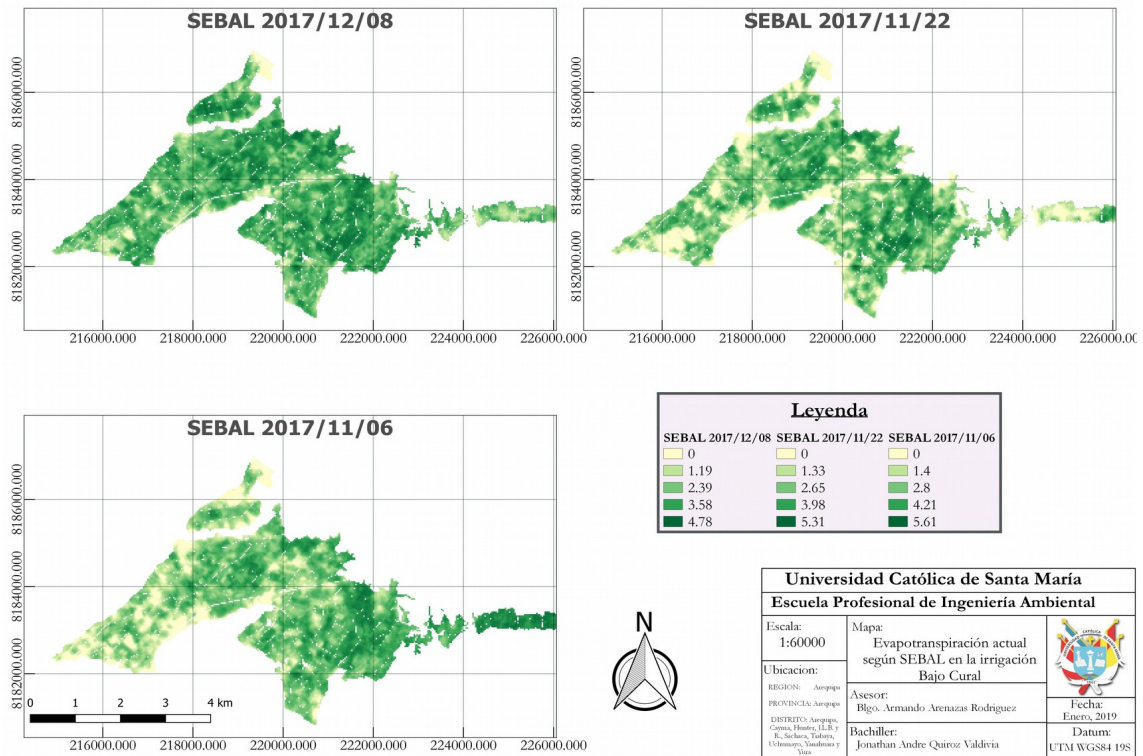 SEBAL 2017/12/08
8186000.000
8184000.000
8182000.000
216000.000 218000.000 220000.000 222000.000 224000.000 226000.000
SEBAL 2017/11/22
8186000.000
8184000.000
8182000.000
216000.000 218000.000 220000.000 222000.000 224000.000 226000.000
SEBAL 2017/11/06
8186000.000
8184000.000
8182000.000
0 1 2 3 4 km
216000.000 218000.000 220000.000 222000.000 224000.000 226000.000
Leyenda
SEBAL 2017/12/08 SEBAL 2017/11/22 SEBAL 2017/11/06
0 0 0
1.19 1.33 1.4
2.39 2.65 2.8
3.58 3.98 4.21
4.78 5.31 5.61
N
Universidad Católica de Santa María
Escuela Profesional de Ingeniería Ambiental
Escala:
1:60000
Ubicacion:
REGION: Arequipa
PROVINCIA: Arequipa
DISTRITO: Arequipa,
Cayma, Hunter, J.L.B. y
R., Sachaca, Tiabaya,
Uchumayo, Yanahuara y
Yura
Mapa:
Evapotranspiración actual
según SEBAL en la irrigación
Bajo Cural
Asesor:
Blgo. Armando Arenazas Rodriguez
Bachiller:
Jonathan Andre Quiroz Valdivia
Fecha:
Enero, 2019
Datum:
UTM WGS84 19S